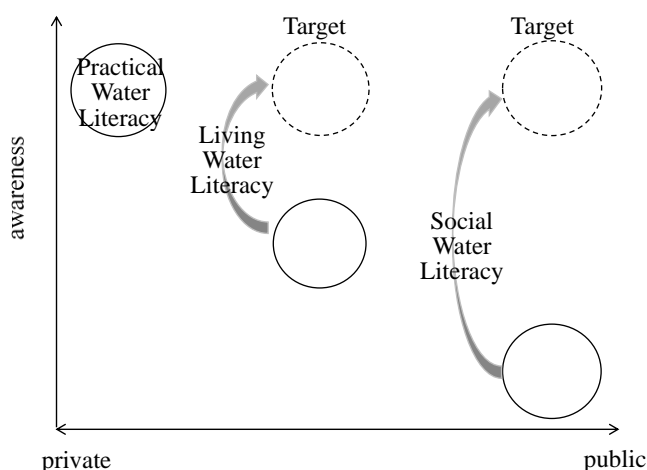 Target
Target
Practical
Water
Literacy
Living
Water
Literacy
Social
Water
Literacy
awareness
private
public